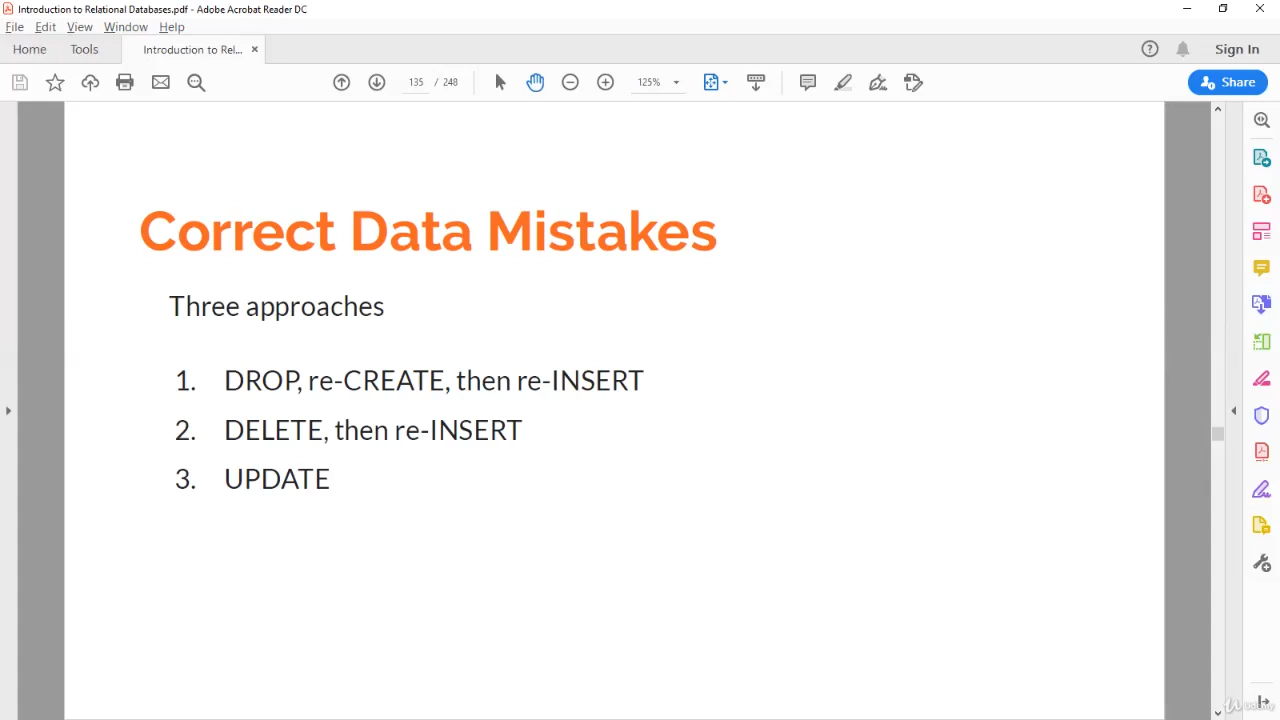 Introduction to Relational Databases.pdf - Adobe Acrobat Reader DC
File Edit View Window Help
Home Tools Introduction to Rel... × Sign In
135 / 248 125% Share
Correct Data Mistakes
Three approaches
1. DROP, re-CREATE, then re-INSERT
2. DELETE, then re-INSERT
3. UPDATE
Udemy